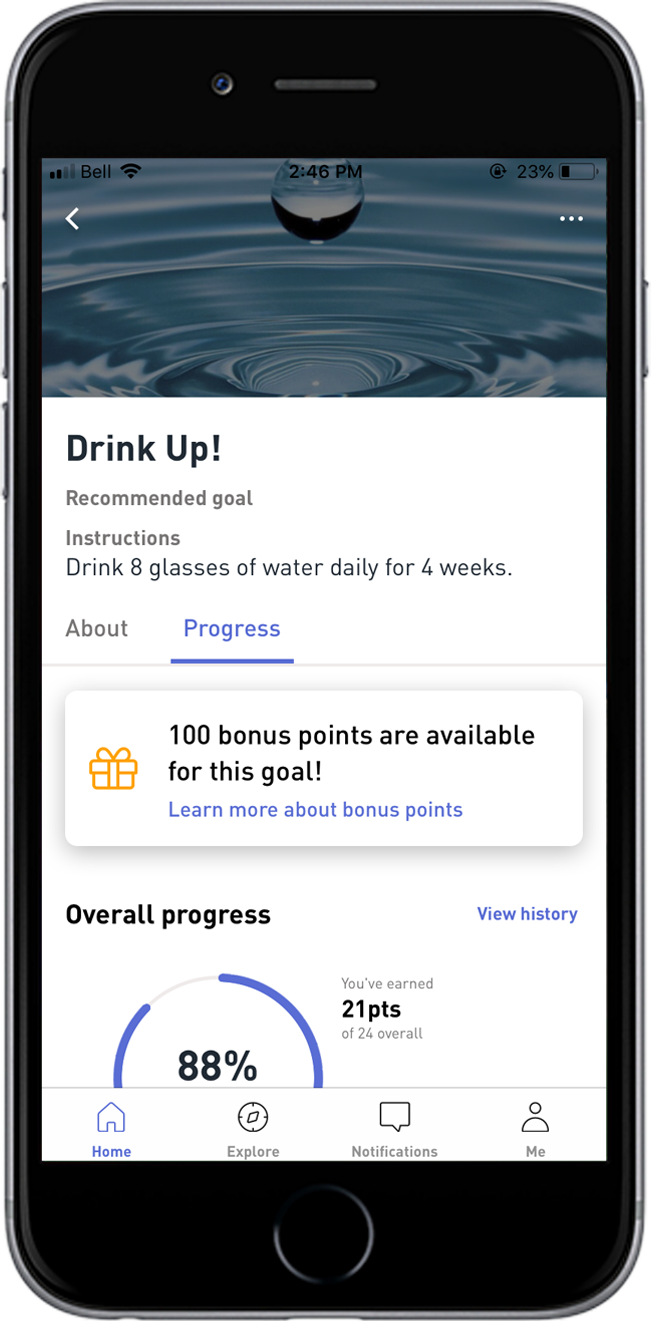 Bell 2:46 PM 23%
Drink Up!
Recommended goal
Instructions
Drink 8 glasses of water daily for 4 weeks.
About Progress
100 bonus points are available
for this goal!
Learn more about bonus points
Overall progress View history
You've earned
21pts
of 24 overall
88%
Home Explore Notifications Me